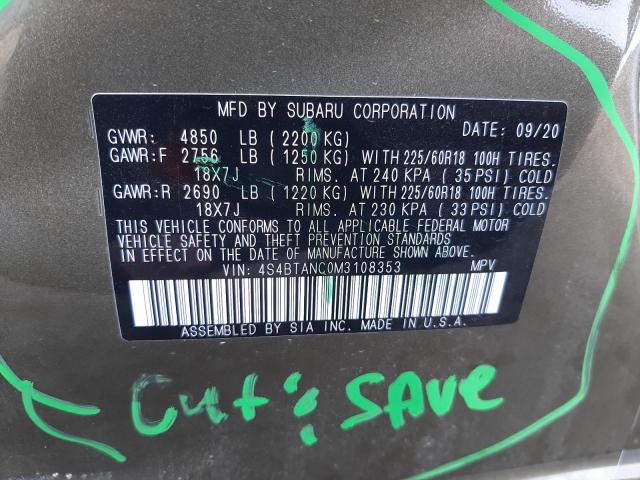 MFD BY SUBARU CORPORATION
DATE: 09/20
GVWR: 4850 LB (2200 KG)
GAWR:F 2756 LB (1250 KG) WITH 225/60R18 100H TIRES.
18X7J RIMS. AT 240 KPA (35 PSI) COLD
GAWR:R 2690 LB (1220 KG) WITH 225/60R18 100H TIRES.
18X7J RIMS. AT 230 KPA (33 PSI) COLD
THIS VEHICLE CONFORMS TO ALL APPLICABLE FEDERAL MOTOR
VEHICLE SAFETY AND THEFT PREVENTION STANDARDS
IN EFFECT ON THE DATE OF MANUFACTURE SHOWN ABOVE.
VIN: 4S4BTANC0M3108353 MPV
ASSEMBLED BY SIA INC. MADE IN U.S.A.
Cut & SAVE